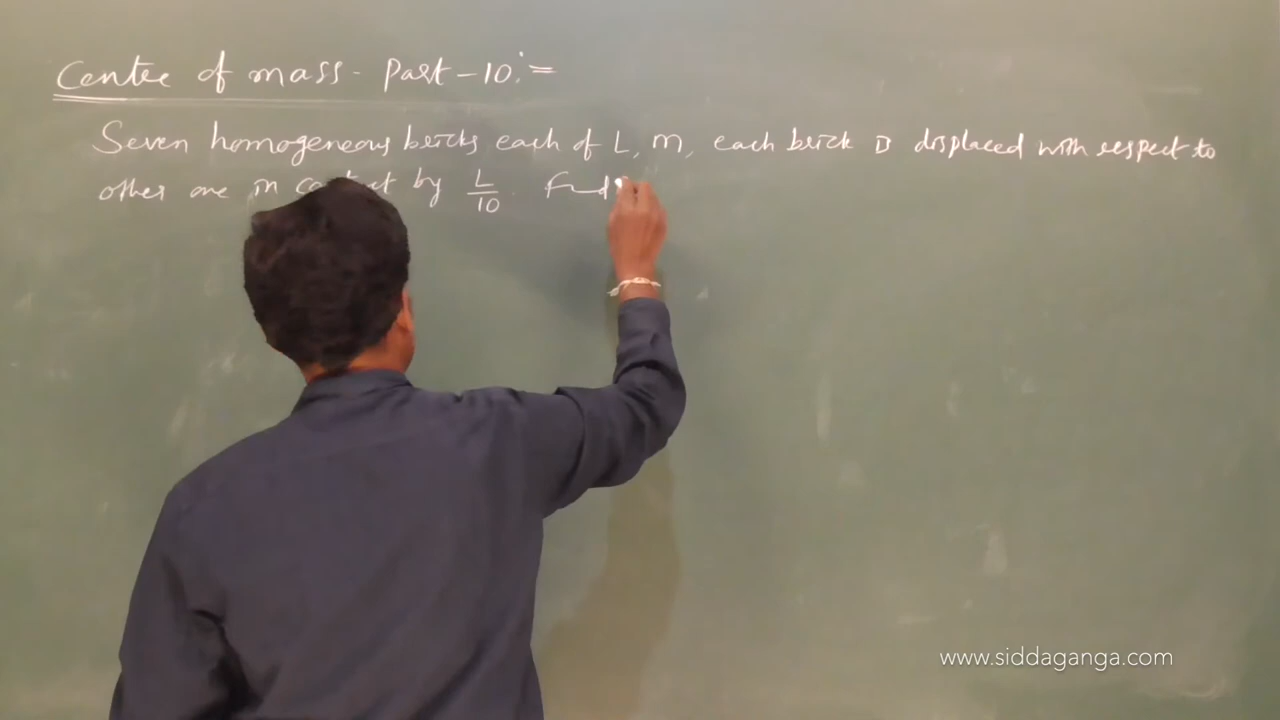 Centre of mass - Part - 10 :=
Seven homogeneous bricks each of L, m, each brick is displaced with respect to
other one in contact by L/10. Find
www.siddaganga.com